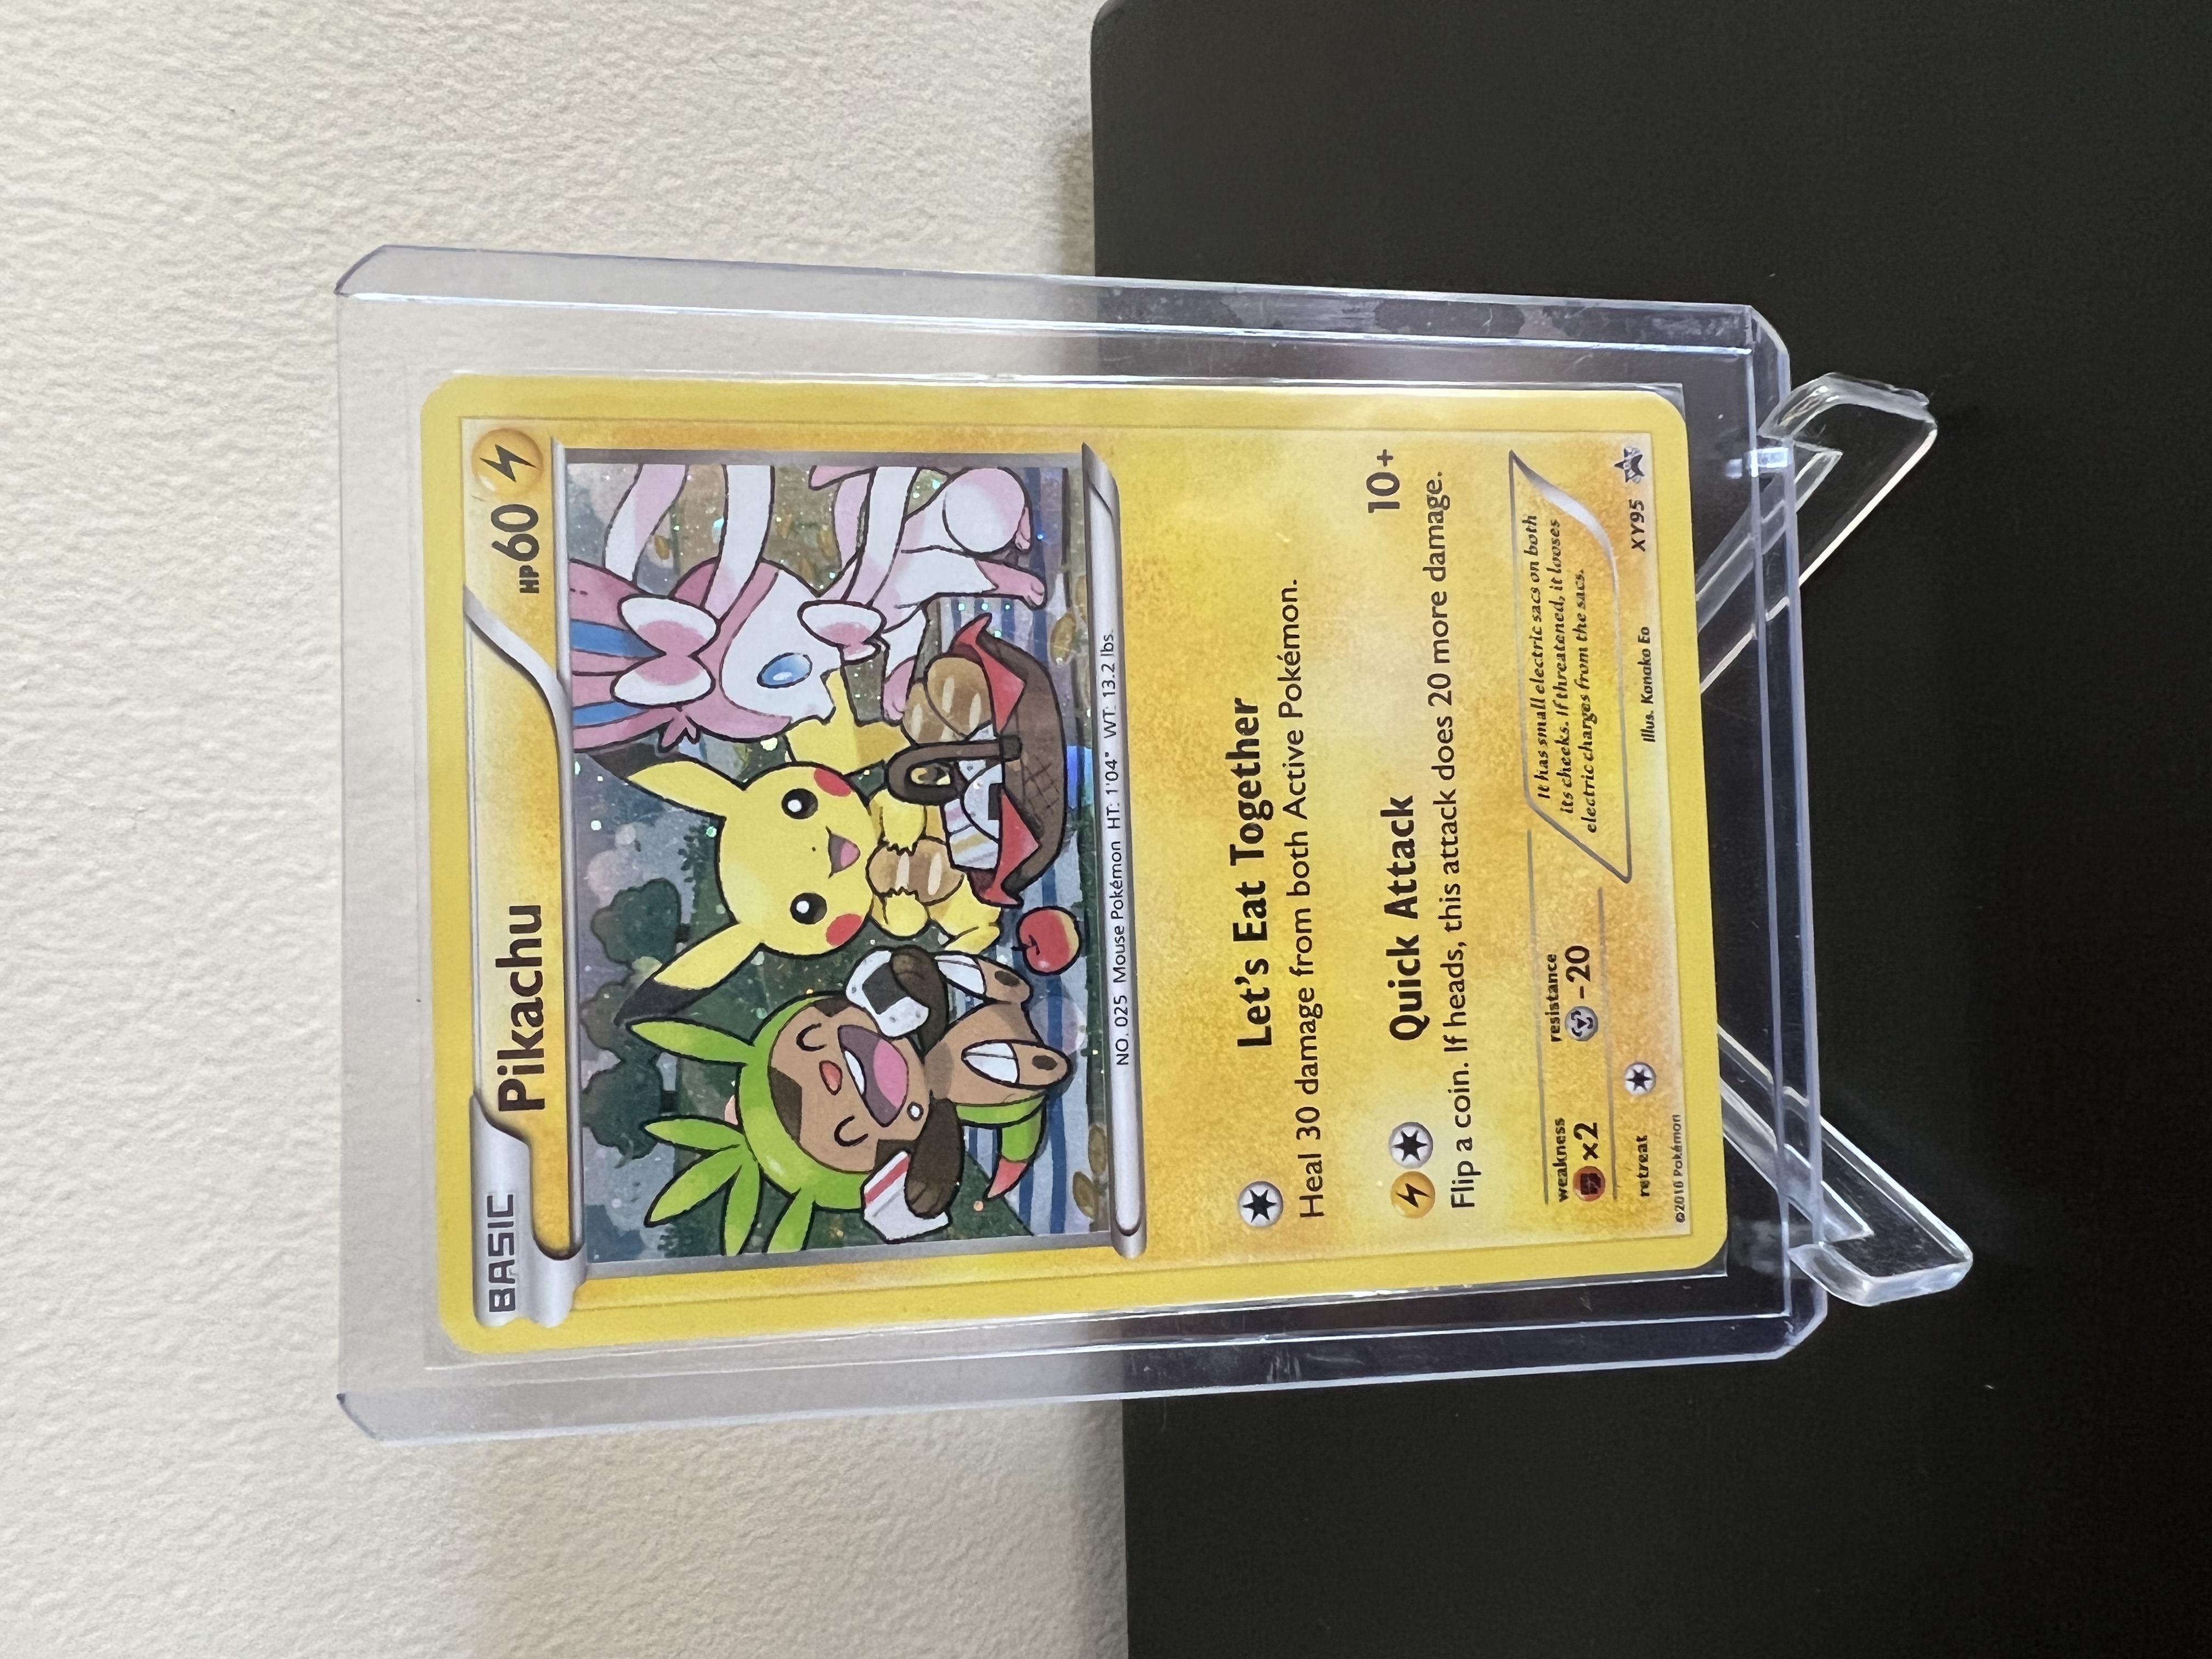 BASIC
Pikachu
HP60
NO. 025 Mouse Pokémon HT: 1'04" WT: 13.2 lbs.
Let's Eat Together
Heal 30 damage from both Active Pokémon.
Quick Attack 10+
Flip a coin. If heads, this attack does 20 more damage.
It has small electric sacs on both
its cheeks. If threatened, it looses
electric charges from the sacs.
weakness resistance
x2 -20
retreat
Illus. Kanako Eo XY95
©2016 Pokémon